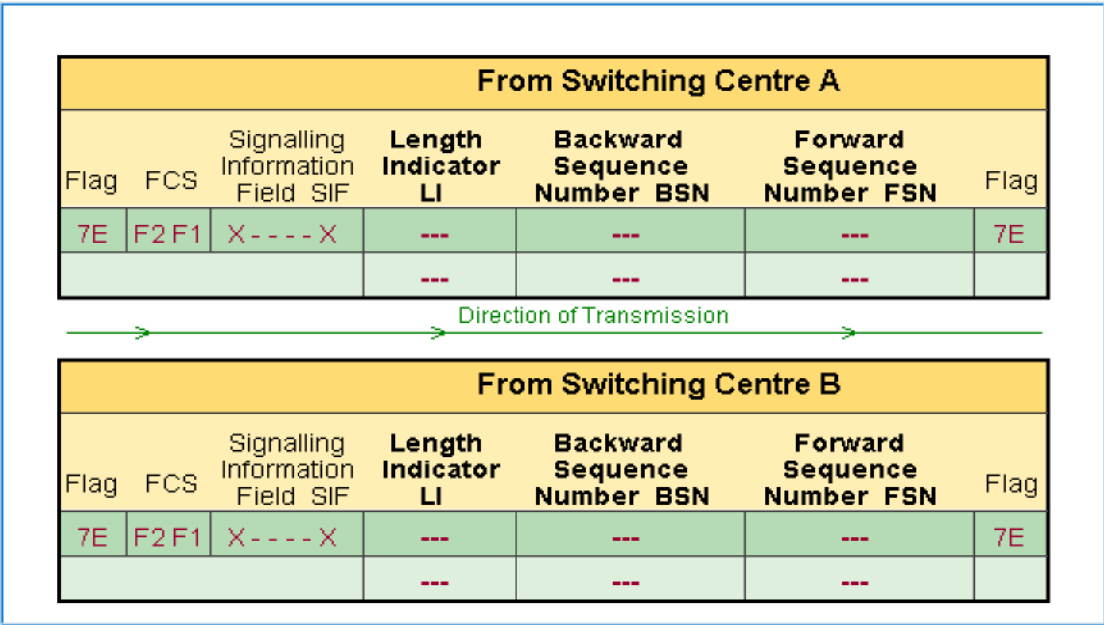 From Switching Centre A
Flag FCS Signalling Information Field SIF Length Indicator LI Backward Sequence Number BSN Forward Sequence Number FSN Flag
7E F2 F1 X - - - - X --- --- --- 7E
--- --- ---
Direction of Transmission
From Switching Centre B
Flag FCS Signalling Information Field SIF Length Indicator LI Backward Sequence Number BSN Forward Sequence Number FSN Flag
7E F2 F1 X - - - - X --- --- --- 7E
--- --- ---